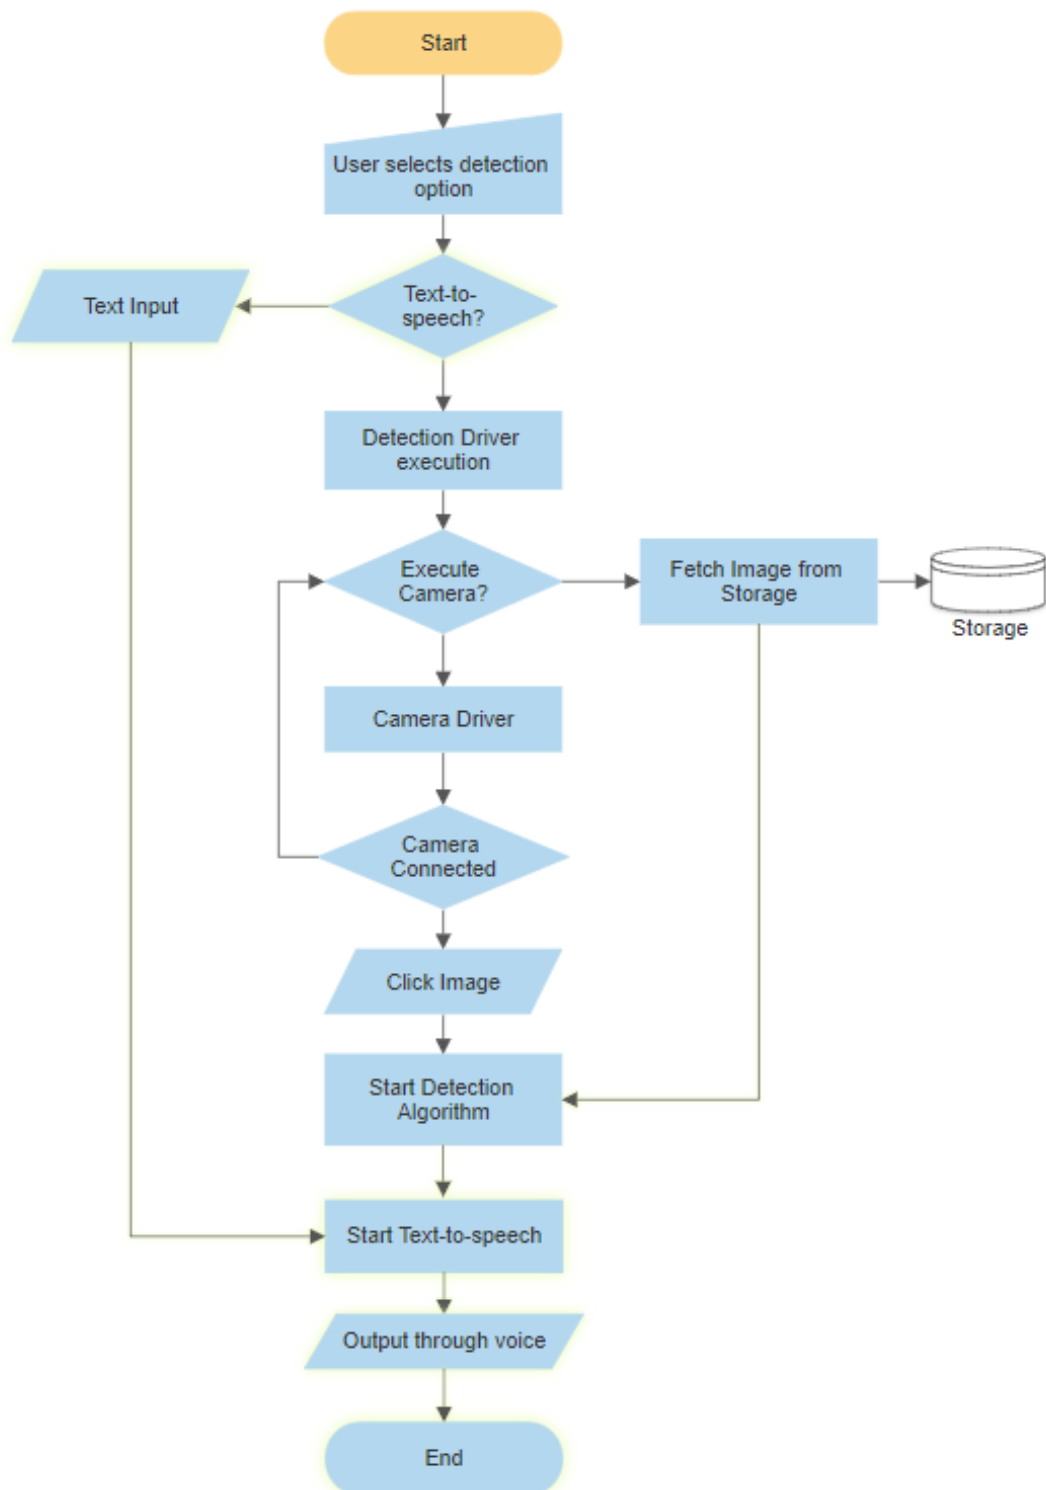 Start
User selects detection
option
Text-to-
speech?
Text Input
Detection Driver
execution
Execute
Camera?
Fetch Image from
Storage
Storage
Camera Driver
Camera
Connected
Click Image
Start Detection
Algorithm
Start Text-to-speech
Output through voice
End